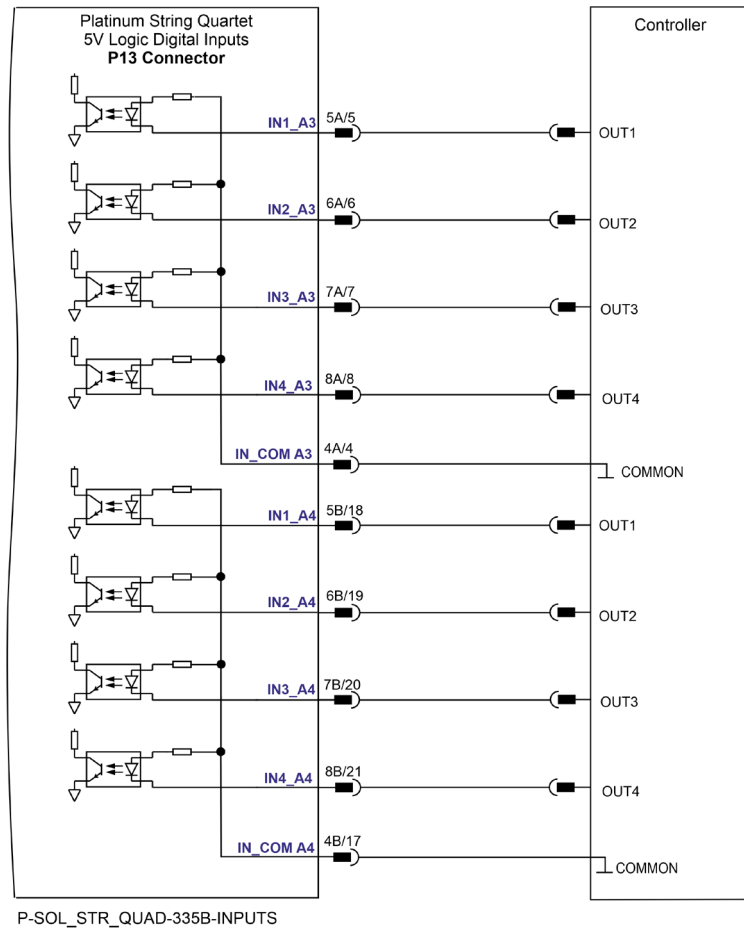 Platinum String Quartet
5V Logic Digital Inputs
P13 Connector
Controller
IN1_A3 5A/5 OUT1
IN2_A3 6A/6 OUT2
IN3_A3 7A/7 OUT3
IN4_A3 8A/8 OUT4
IN_COM A3 4A/4 COMMON
IN1_A4 5B/18 OUT1
IN2_A4 6B/19 OUT2
IN3_A4 7B/20 OUT3
IN4_A4 8B/21 OUT4
IN_COM A4 4B/17 COMMON
P-SOL_STR_QUAD-335B-INPUTS